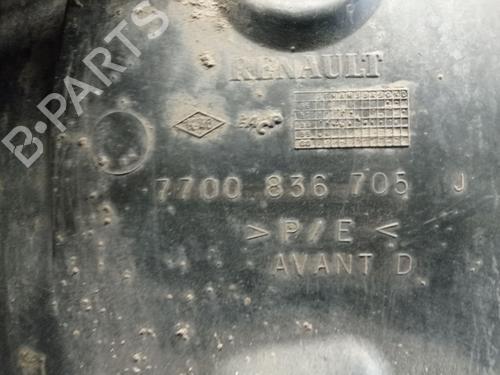 B-PARTS
RENAULT
7700 836 705 J
> P/E <
AVANT D